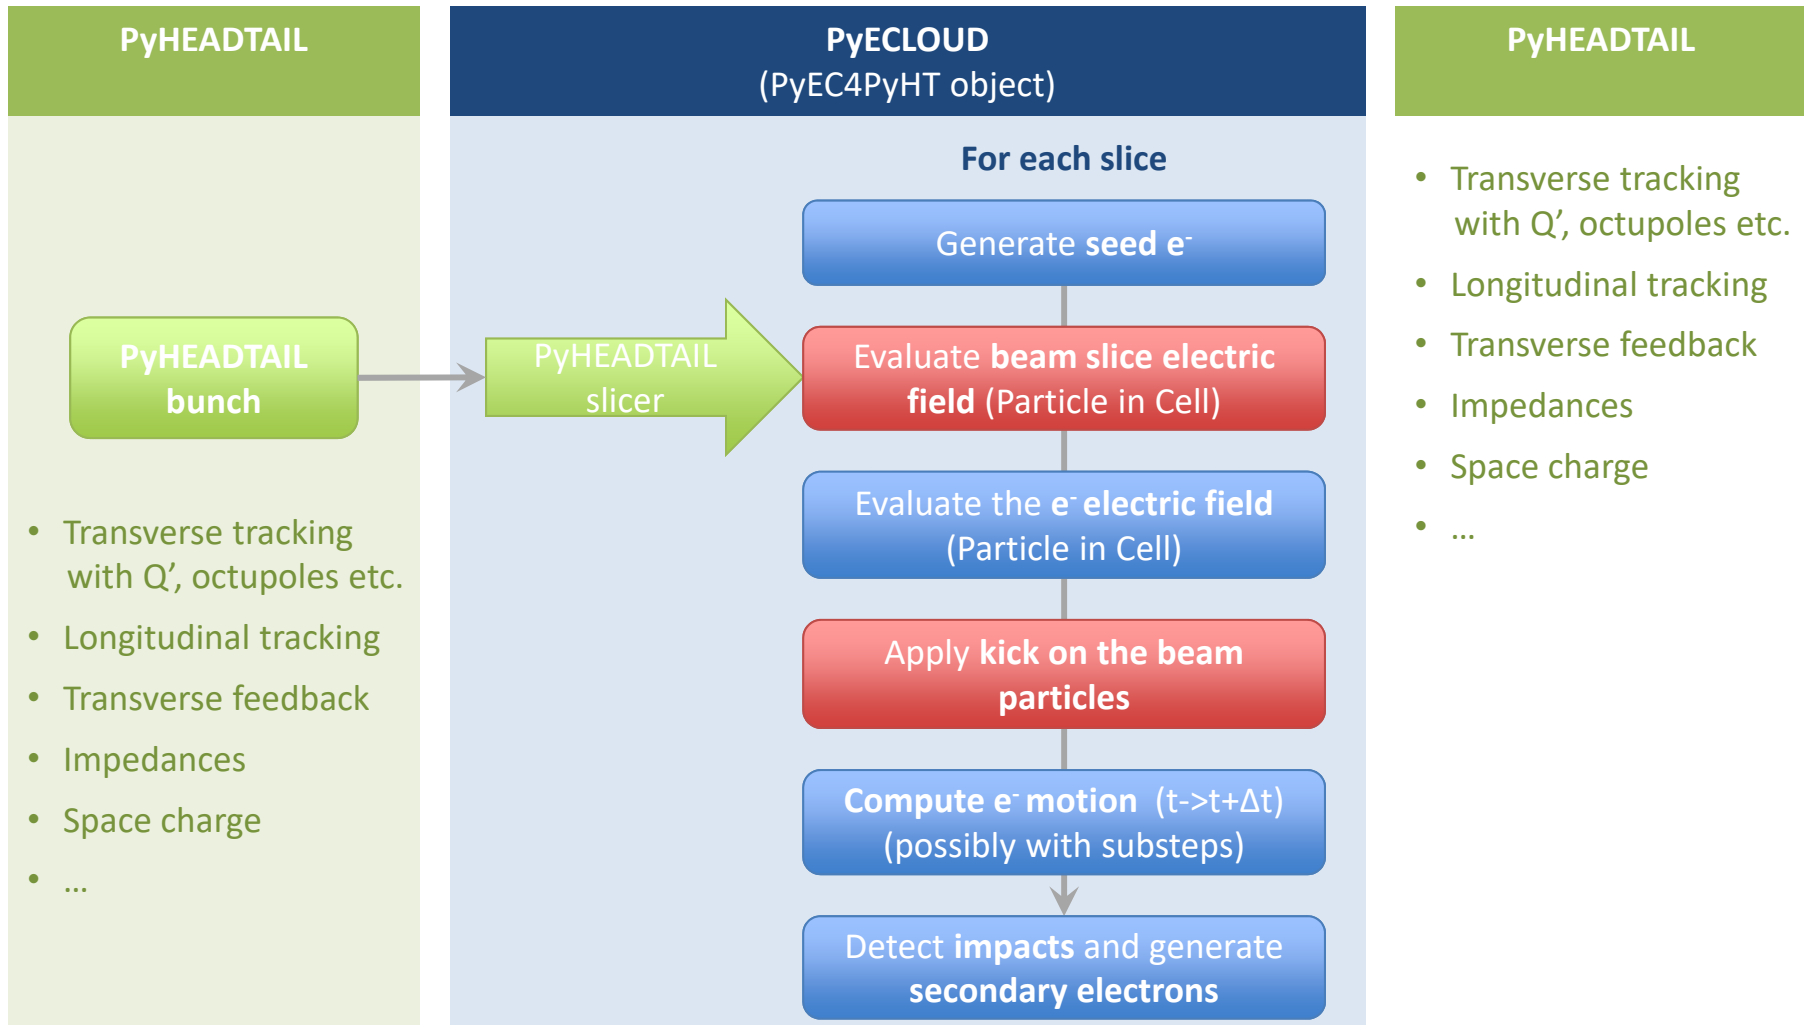 PyHEADTAIL
PyHEADTAIL
bunch
• Transverse tracking
with Q’, octupoles etc.
• Longitudinal tracking
• Transverse feedback
• Impedances
• Space charge
• …
PyECLOUD
(PyEC4PyHT object)
For each slice
PyHEADTAIL
slicer
Generate seed e⁻
Evaluate beam slice electric
field (Particle in Cell)
Evaluate the e⁻ electric field
(Particle in Cell)
Apply kick on the beam
particles
Compute e⁻ motion (t->t+Δt)
(possibly with substeps)
Detect impacts and generate
secondary electrons
PyHEADTAIL
• Transverse tracking
with Q’, octupoles etc.
• Longitudinal tracking
• Transverse feedback
• Impedances
• Space charge
• …